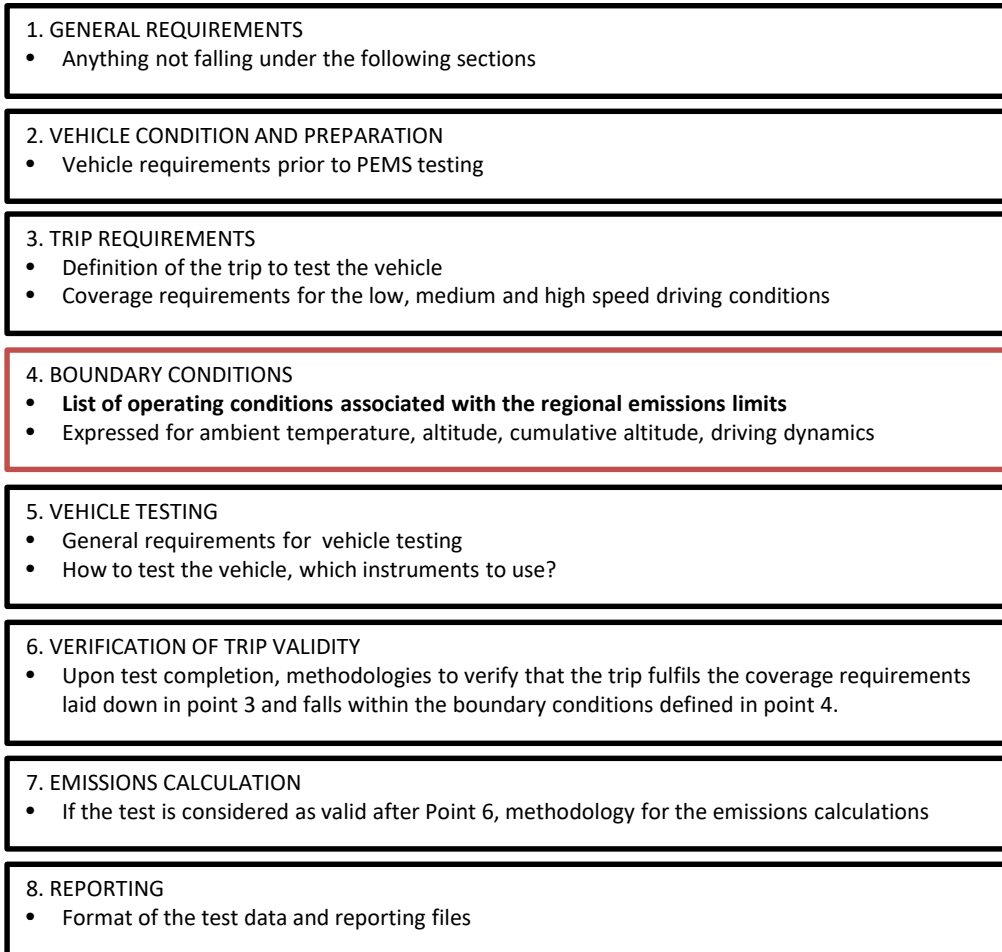 1. GENERAL REQUIREMENTS
• Anything not falling under the following sections
2. VEHICLE CONDITION AND PREPARATION
• Vehicle requirements prior to PEMS testing
3. TRIP REQUIREMENTS
• Definition of the trip to test the vehicle
• Coverage requirements for the low, medium and high speed driving conditions
4. BOUNDARY CONDITIONS
• List of operating conditions associated with the regional emissions limits
• Expressed for ambient temperature, altitude, cumulative altitude, driving dynamics
5. VEHICLE TESTING
• General requirements for vehicle testing
• How to test the vehicle, which instruments to use?
6. VERIFICATION OF TRIP VALIDITY
• Upon test completion, methodologies to verify that the trip fulfils the coverage requirements
laid down in point 3 and falls within the boundary conditions defined in point 4.
7. EMISSIONS CALCULATION
• If the test is considered as valid after Point 6, methodology for the emissions calculations
8. REPORTING
• Format of the test data and reporting files